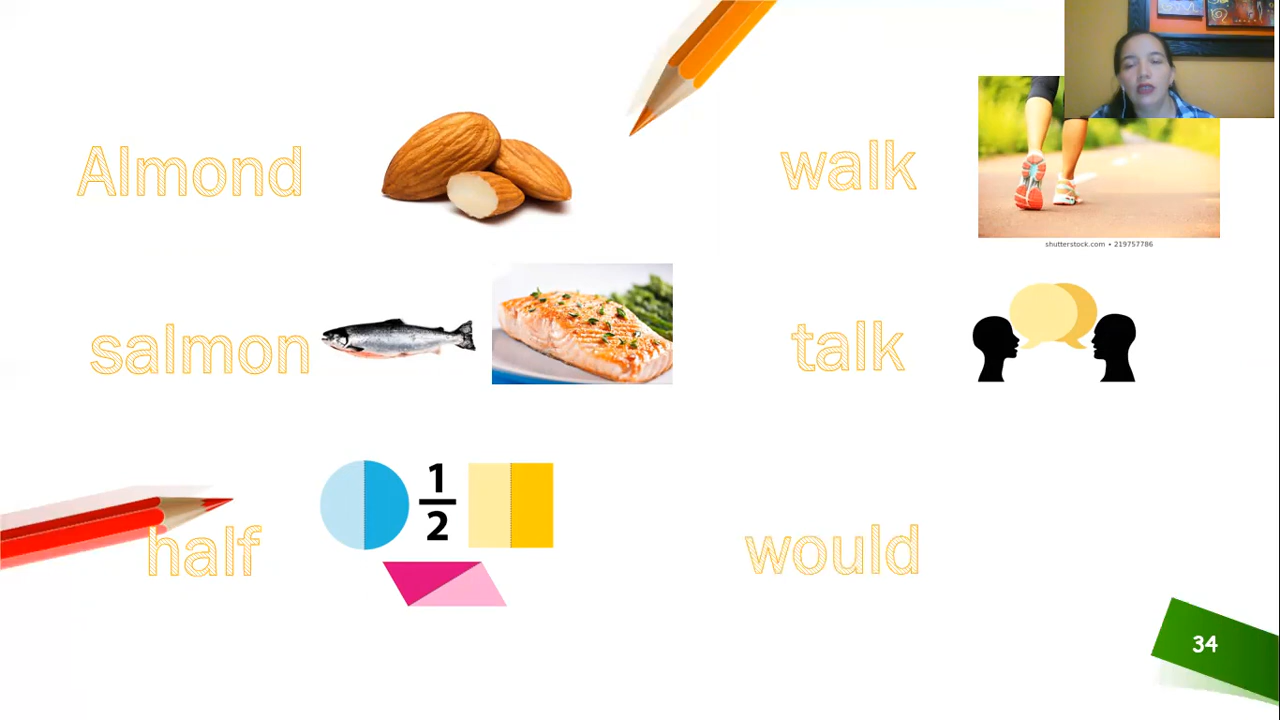 Almond
walk
shutterstock.com • 219757786
salmon
talk
1
2
half
would
34